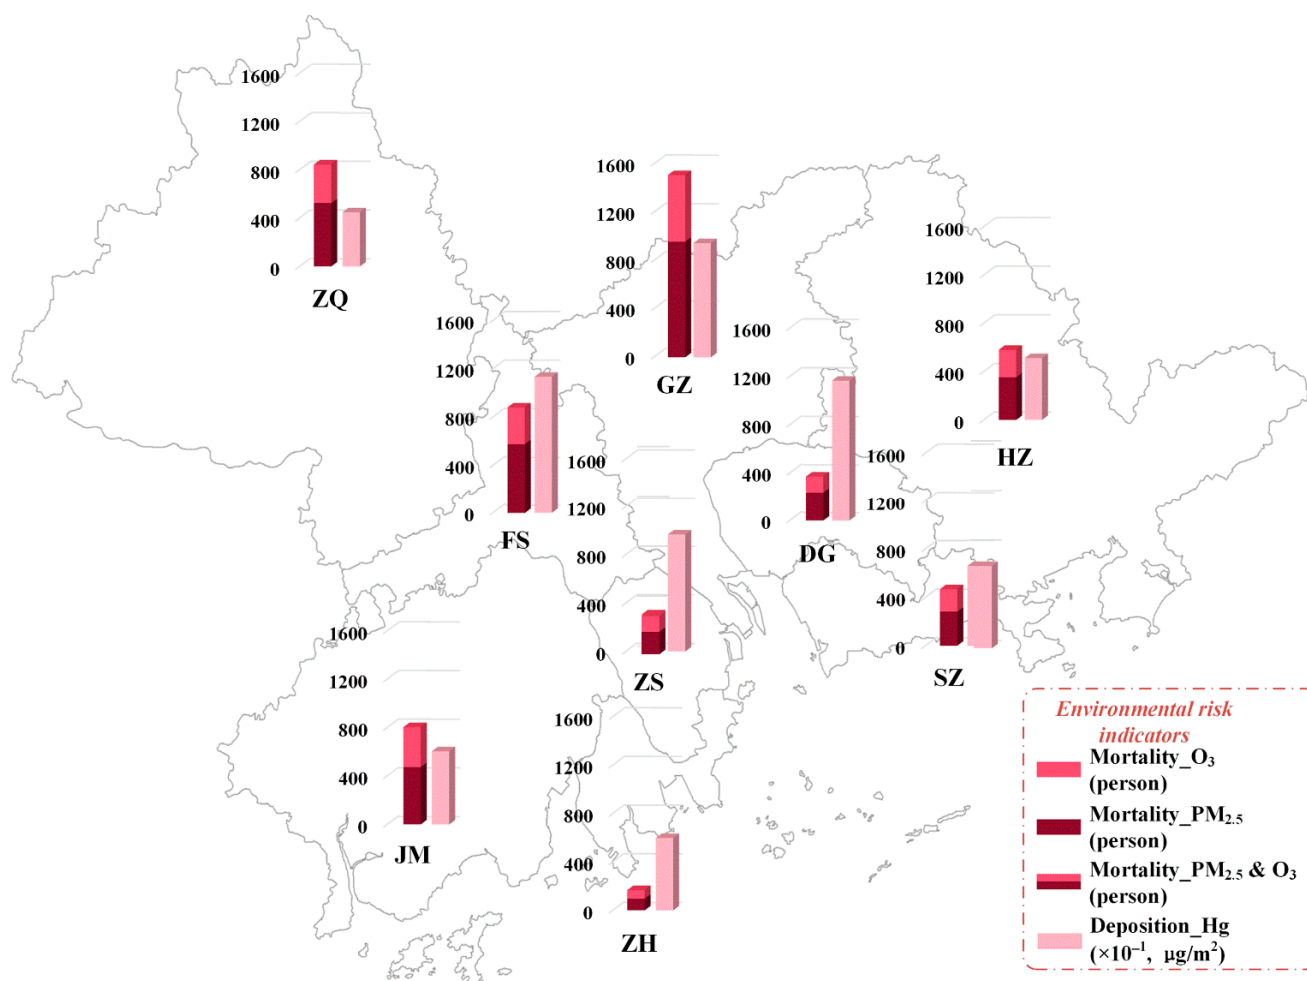 1600
1200
800
400
0
ZQ
1600
1200
800
400
0
GZ
1600
1200
800
400
0
HZ
1600
1200
800
400
0
FS
1600
1200
800
400
0
DG
1600
1200
800
400
0
ZS
1600
1200
800
400
0
SZ
1600
1200
800
400
0
JM
1600
1200
800
400
0
ZH
Environmental risk
indicators
Mortality_O₃
(person)
Mortality_PM₂.₅
(person)
Mortality_PM₂.₅ & O₃
(person)
Deposition_Hg
(×10⁻¹, μg/m²)